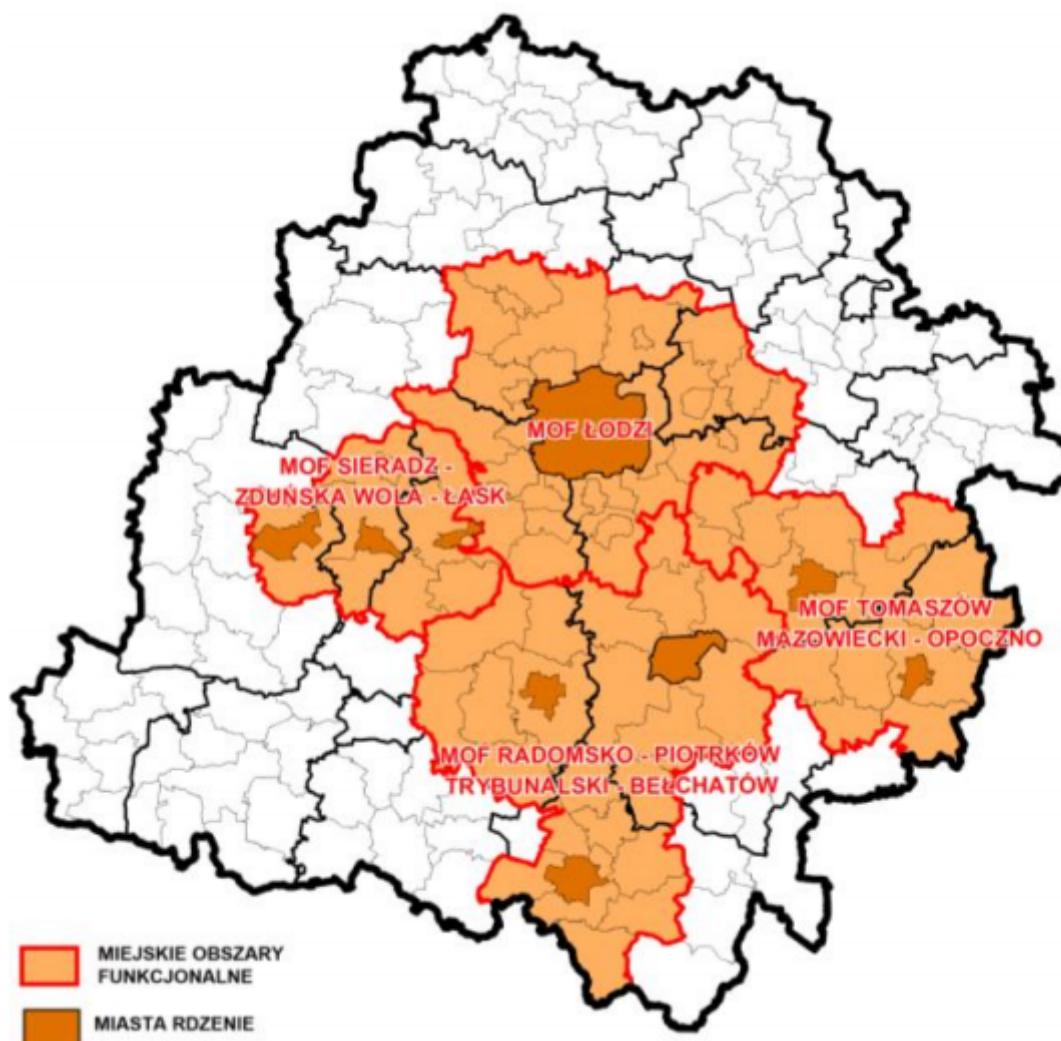 MOF ŁODZI
MOF SIERADZ -
ZDUŃSKA WOLA - ŁASK
MOF TOMASZÓW
MAZOWIECKI - OPOCZNO
MOF RADOMSKO - PIOTRKÓW
TRYBUNALSKI - BEŁCHATÓW
MIEJSKIE OBSZARY
FUNKCJONALNE
MIASTA RDZENIE